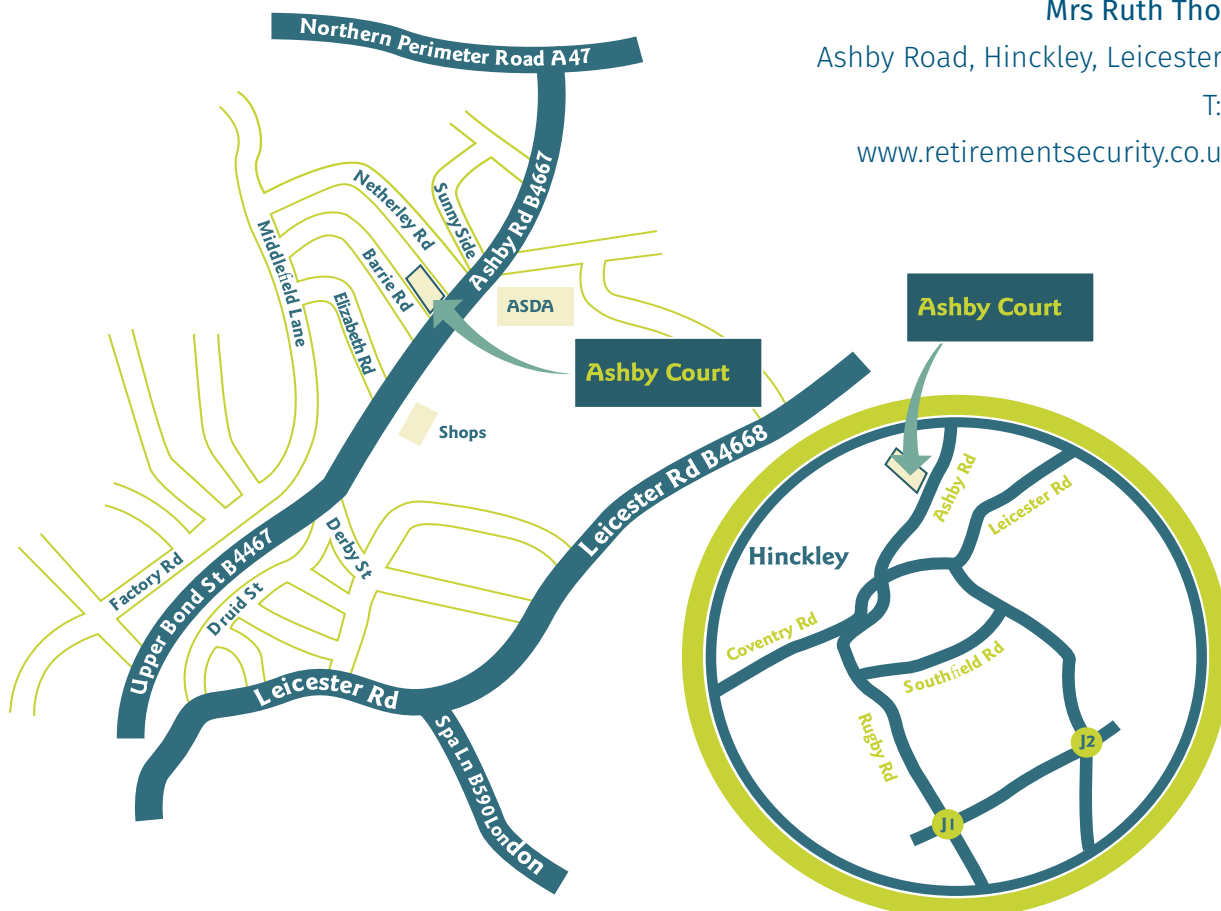 Mrs Ruth Tho
Ashby Road, Hinckley, Leicester
T:
www.retirementsecurity.co.u
Northern Perimeter Road A47
Ashby Rd B4667
Sunny Side
Netherley Rd
Barrie Rd
Middlefield Lane
Elizabeth Rd
ASDA
Ashby Court
Shops
Leicester Rd B4668
Derby St
Upper Bond St B4467
Factory Rd
Druid St
Leicester Rd
Spa Ln B590 London
Ashby Court
Ashby Rd
Leicester Rd
Hinckley
Coventry Rd
Southfield Rd
Rugby Rd
J2
J1